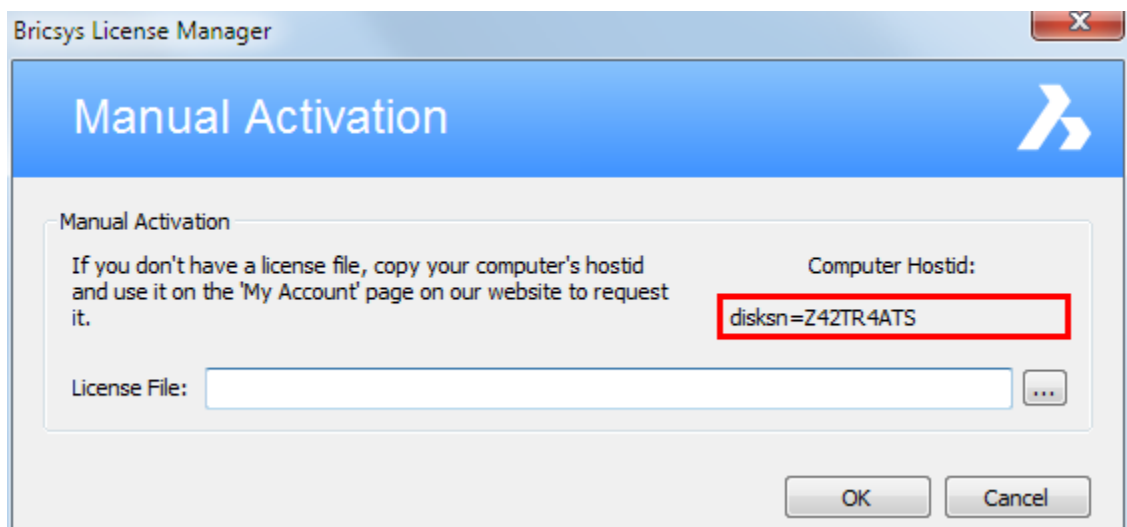 Bricsys License Manager
Manual Activation
Manual Activation
If you don't have a license file, copy your computer's hostid
and use it on the 'My Account' page on our website to request
it.
Computer Hostid:
disksn=Z42TR4ATS
License File:
...
OK
Cancel